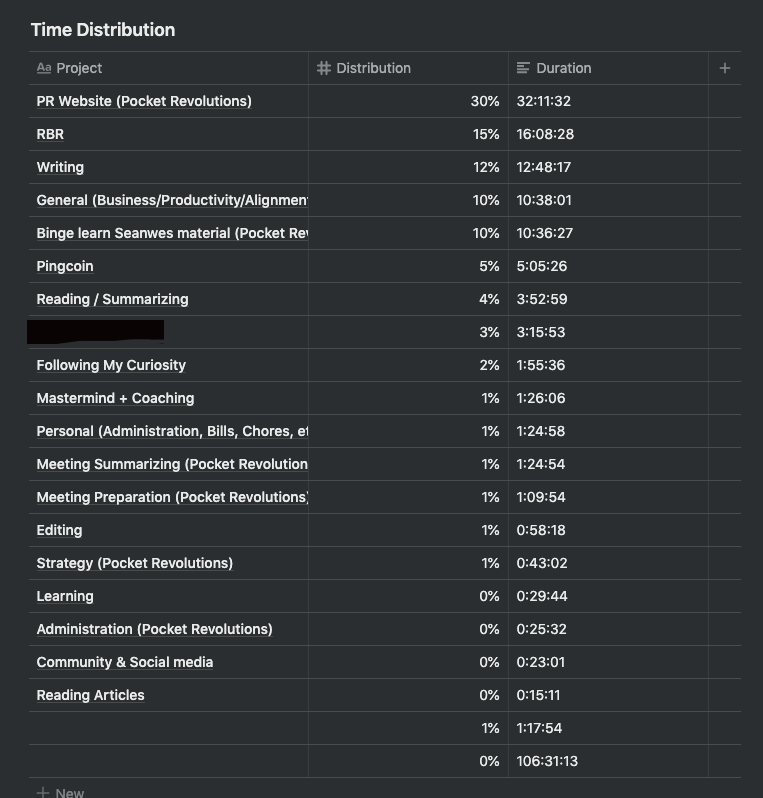 Time Distribution
Aa Project # Distribution Duration +
PR Website (Pocket Revolutions) 30% 32:11:32
RBR 15% 16:08:28
Writing 12% 12:48:17
General (Business/Productivity/Alignmen 10% 10:38:01
Binge learn Seanwes material (Pocket Rev 10% 10:36:27
Pingcoin 5% 5:05:26
Reading / Summarizing 4% 3:52:59
3% 3:15:53
Following My Curiosity 2% 1:55:36
Mastermind + Coaching 1% 1:26:06
Personal (Administration, Bills, Chores, et 1% 1:24:58
Meeting Summarizing (Pocket Revolution 1% 1:24:54
Meeting Preparation (Pocket Revolutions) 1% 1:09:54
Editing 1% 0:58:18
Strategy (Pocket Revolutions) 1% 0:43:02
Learning 0% 0:29:44
Administration (Pocket Revolutions) 0% 0:25:32
Community & Social media 0% 0:23:01
Reading Articles 0% 0:15:11
1% 1:17:54
0% 106:31:13
+ New